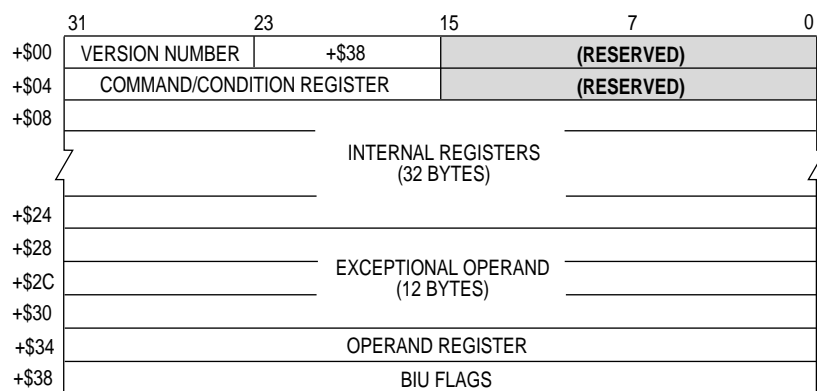 31 23 15 7 0
+$00 VERSION NUMBER +$38 (RESERVED)
+$04 COMMAND/CONDITION REGISTER (RESERVED)
+$08
INTERNAL REGISTERS
(32 BYTES)
+$24
+$28
EXCEPTIONAL OPERAND
+$2C
(12 BYTES)
+$30
+$34 OPERAND REGISTER
+$38 BIU FLAGS